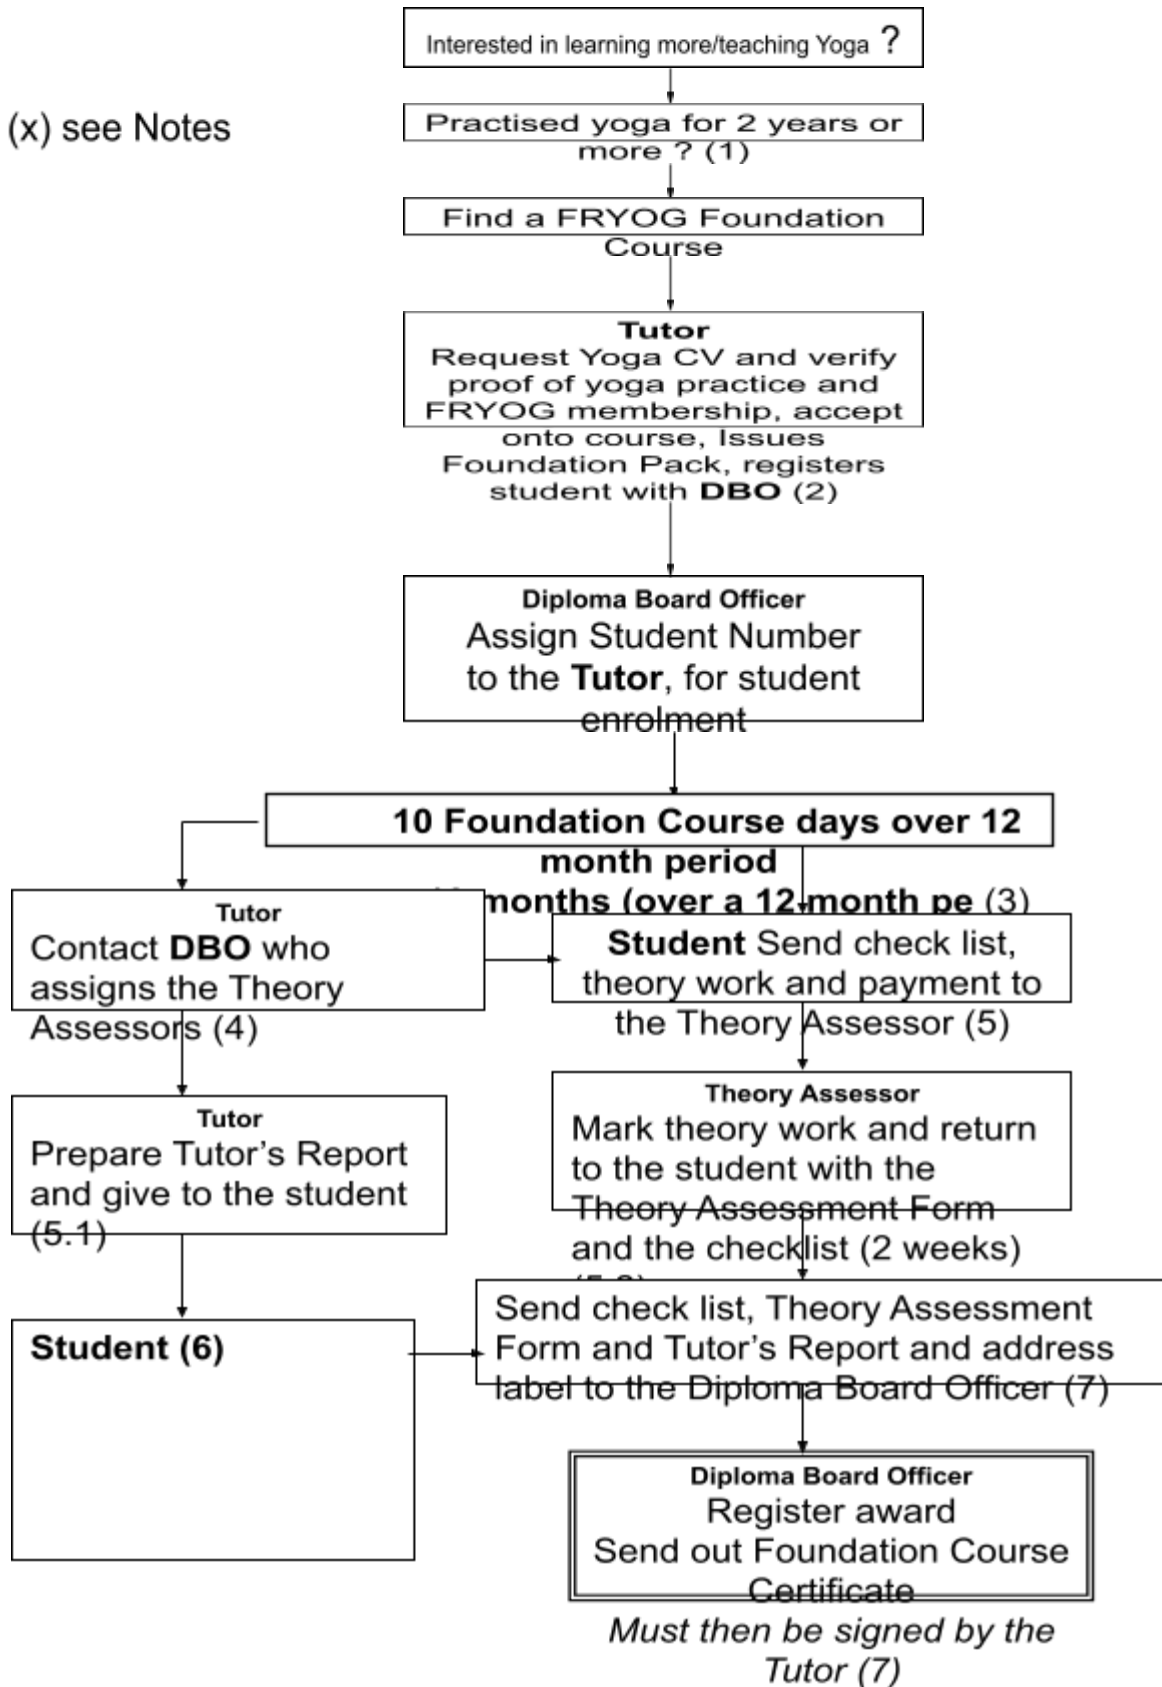 Interested in learning more/teaching Yoga ?
(x) see Notes
Practised yoga for 2 years or
more ? (1)
Find a FRYOG Foundation
Course
Tutor
Request Yoga CV and verify
proof of yoga practice and
FRYOG membership, accept
onto course, Issues
Foundation Pack, registers
student with DBO (2)
Diploma Board Officer
Assign Student Number
to the Tutor, for student
enrolment
10 Foundation Course days over 12
month period
months (over a 12 month pe (3)
Tutor
Contact DBO who
assigns the Theory
Assessors (4)
Student Send check list,
theory work and payment to
the Theory Assessor (5)
Tutor
Prepare Tutor's Report
and give to the student
(5.1)
Theory Assessor
Mark theory work and return
to the student with the
Theory Assessment Form
and the checklist (2 weeks)
Student (6)
Send check list, Theory Assessment
Form and Tutor's Report and address
label to the Diploma Board Officer (7)
Diploma Board Officer
Register award
Send out Foundation Course
Certificate
Must then be signed by the
Tutor (7)